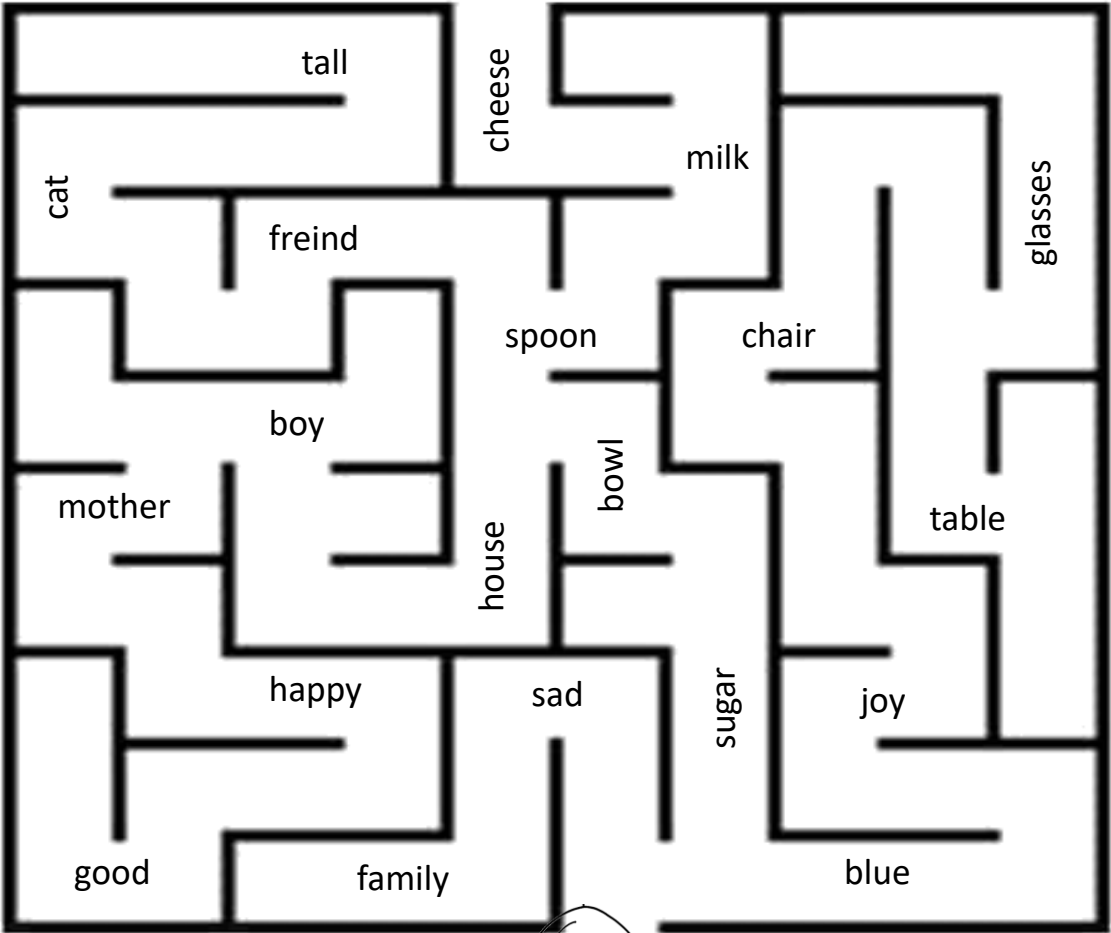 tall
cheese
milk
cat
glasses
freind
spoon
chair
boy
bowl
mother
table
house
happy
sad
sugar
joy
good
family
blue